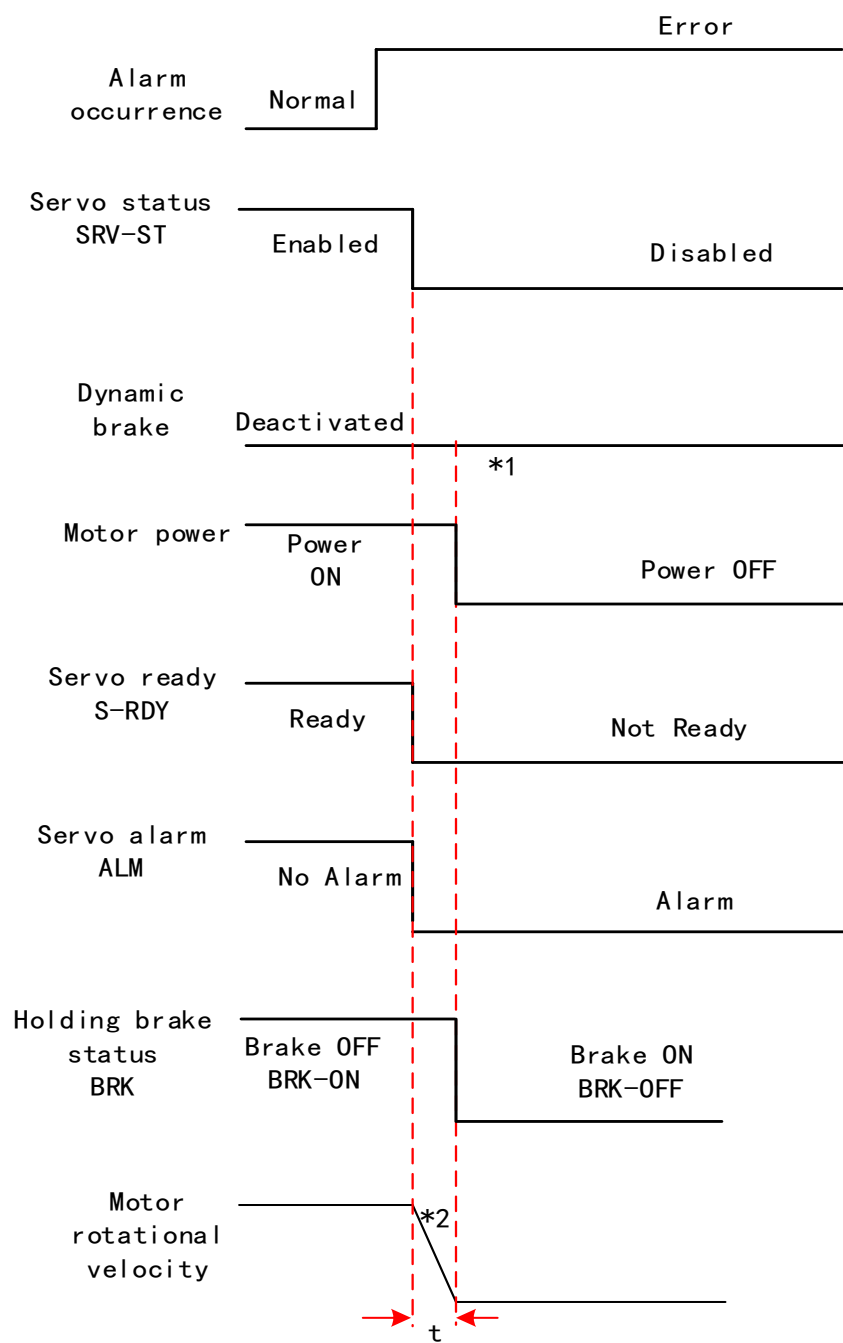 Error
Alarm
occurrence
Normal
Servo status
SRV-ST
Enabled
Disabled
Dynamic
brake
Deactivated
*1
Motor power
Power
ON
Power OFF
Servo ready
S-RDY
Ready
Not Ready
Servo alarm
ALM
No Alarm
Alarm
Holding brake
status
BRK
Brake OFF
BRK-ON
Brake ON
BRK-OFF
Motor
rotational
velocity
*2
t